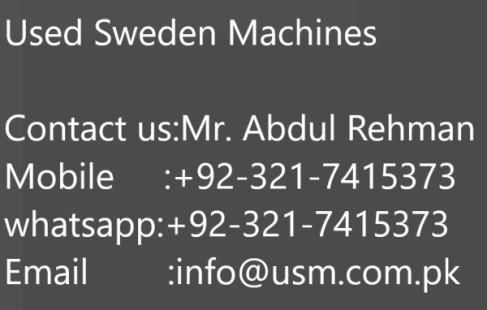 Used Sweden Machines
Contact us:Mr. Abdul Rehman
Mobile :+92-321-7415373
whatsapp:+92-321-7415373
Email :info@usm.com.pk